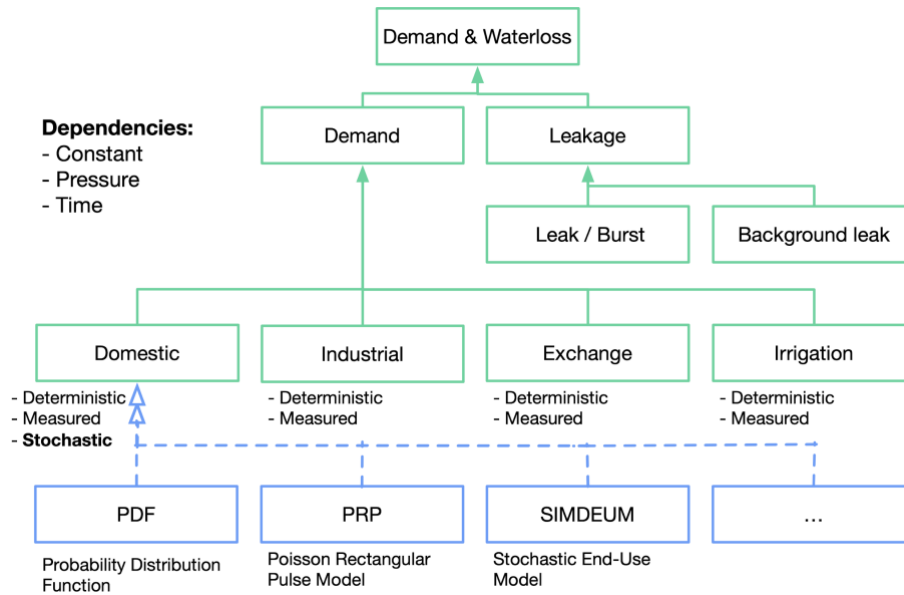 Demand & Waterloss
Dependencies:
- Constant
- Pressure
- Time
Demand
Leakage
Leak / Burst
Background leak
Domestic
Industrial
Exchange
Irrigation
- Deterministic
- Measured
- Stochastic
- Deterministic
- Measured
- Deterministic
- Measured
- Deterministic
- Measured
PDF
PRP
SIMDEUM
...
Probability Distribution
Function
Poisson Rectangular
Pulse Model
Stochastic End-Use
Model